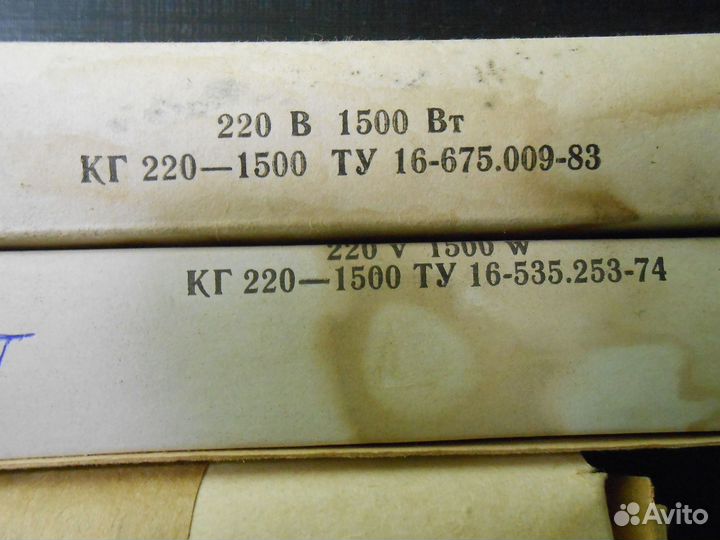 220 В 1500 Вт
КГ 220—1500 ТУ 16-675.009-83
220 V 1500 W
КГ 220—1500 ТУ 16-535.253-74
Avito